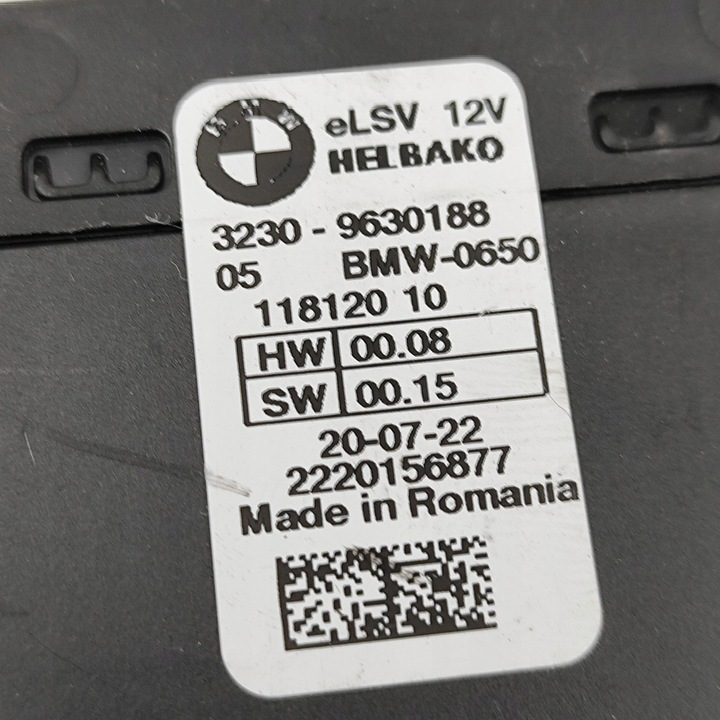 BMW
eLSV 12V
HELBAKO
3230 - 9630188
05 BMW-0650
118120 10
HW 00.08
SW 00.15
20-07-22
2220156877
Made in Romania